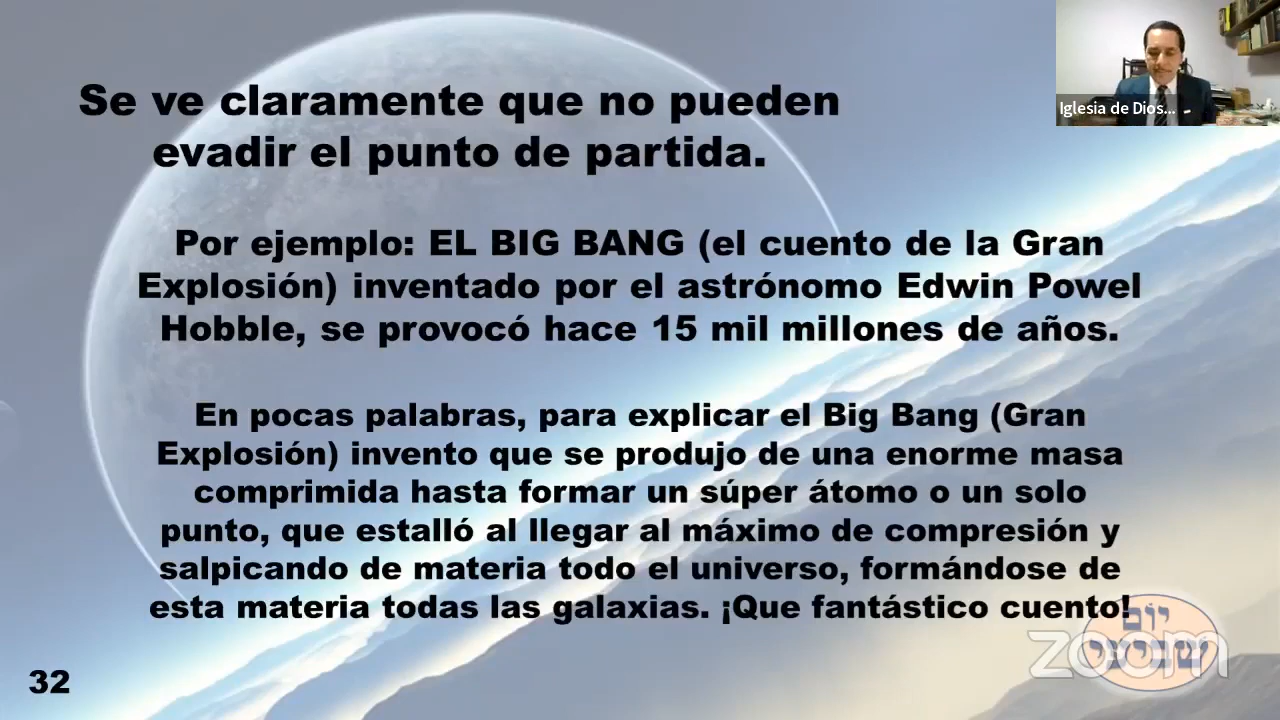 Se ve claramente que no pueden
evadir el punto de partida.
Por ejemplo: EL BIG BANG (el cuento de la Gran
Explosión) inventado por el astrónomo Edwin Powel
Hobble, se provocó hace 15 mil millones de años.
En pocas palabras, para explicar el Big Bang (Gran
Explosión) invento que se produjo de una enorme masa
comprimida hasta formar un súper átomo o un solo
punto, que estalló al llegar al máximo de compresión y
salpicando de materia todo el universo, formándose de
esta materia todas las galaxias. ¡Que fantástico cuento!
Iglesia de Dios...
יום
שביעי
zoom
32